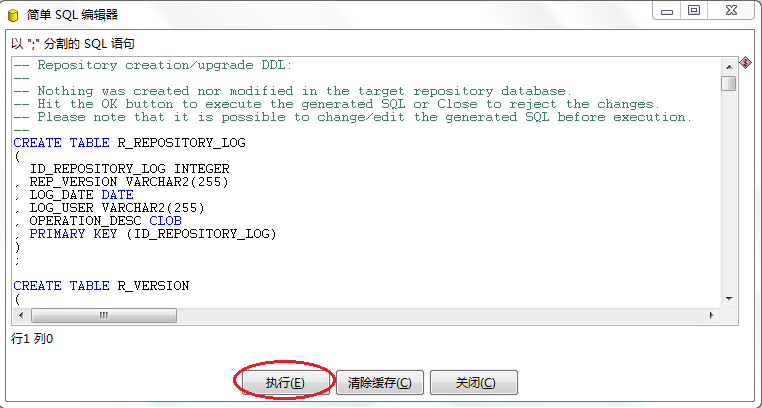 简单 SQL 编辑器
以 ";" 分割的 SQL 语句
-- Repository creation/upgrade DDL:
--
-- Nothing was created nor modified in the target repository database.
-- Hit the OK button to execute the generated SQL or Close to reject the changes.
-- Please note that it is possible to change/edit the generated SQL before execution.
--
CREATE TABLE R_REPOSITORY_LOG
(
  ID_REPOSITORY_LOG INTEGER
, REP_VERSION VARCHAR2(255)
, LOG_DATE DATE
, LOG_USER VARCHAR2(255)
, OPERATION_DESC CLOB
, PRIMARY KEY (ID_REPOSITORY_LOG)
)
;
CREATE TABLE R_VERSION
(
行1 列0
执行(E) 清除缓存(C) 关闭(C)